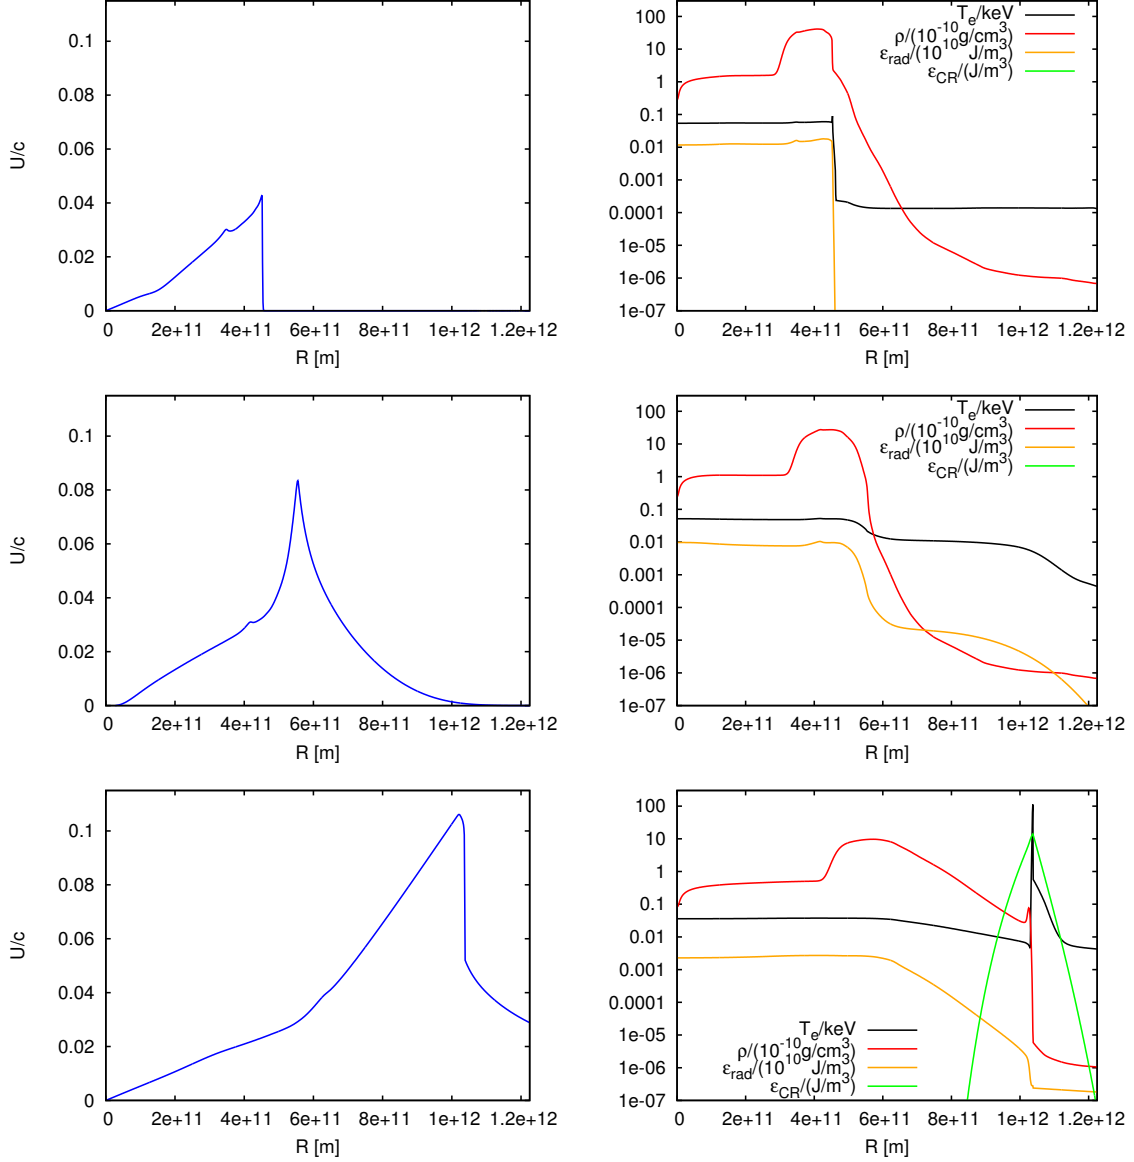 0.1
0.08
0.06
0.04
0.02
0
U/c
0 2e+11 4e+11 6e+11 8e+11 1e+12 1.2e+12
R [m]
100
10
1
0.1
0.01
0.001
0.0001
1e-05
1e-06
1e-07
Te/keV
ρ/(10-10g/cm3)
εrad/(1010 J/m3)
εCR/(J/m3)
0 2e+11 4e+11 6e+11 8e+11 1e+12 1.2e+12
R [m]
0.1
0.08
0.06
0.04
0.02
0
U/c
0 2e+11 4e+11 6e+11 8e+11 1e+12 1.2e+12
R [m]
100
10
1
0.1
0.01
0.001
0.0001
1e-05
1e-06
1e-07
Te/keV
ρ/(10-10g/cm3)
εrad/(1010 J/m3)
εCR/(J/m3)
0 2e+11 4e+11 6e+11 8e+11 1e+12 1.2e+12
R [m]
0.1
0.08
0.06
0.04
0.02
0
U/c
0 2e+11 4e+11 6e+11 8e+11 1e+12 1.2e+12
R [m]
100
10
1
0.1
0.01
0.001
0.0001
1e-05
1e-06
1e-07
Te/keV
ρ/(10-10g/cm3)
εrad/(1010 J/m3)
εCR/(J/m3)
0 2e+11 4e+11 6e+11 8e+11 1e+12 1.2e+12
R [m]